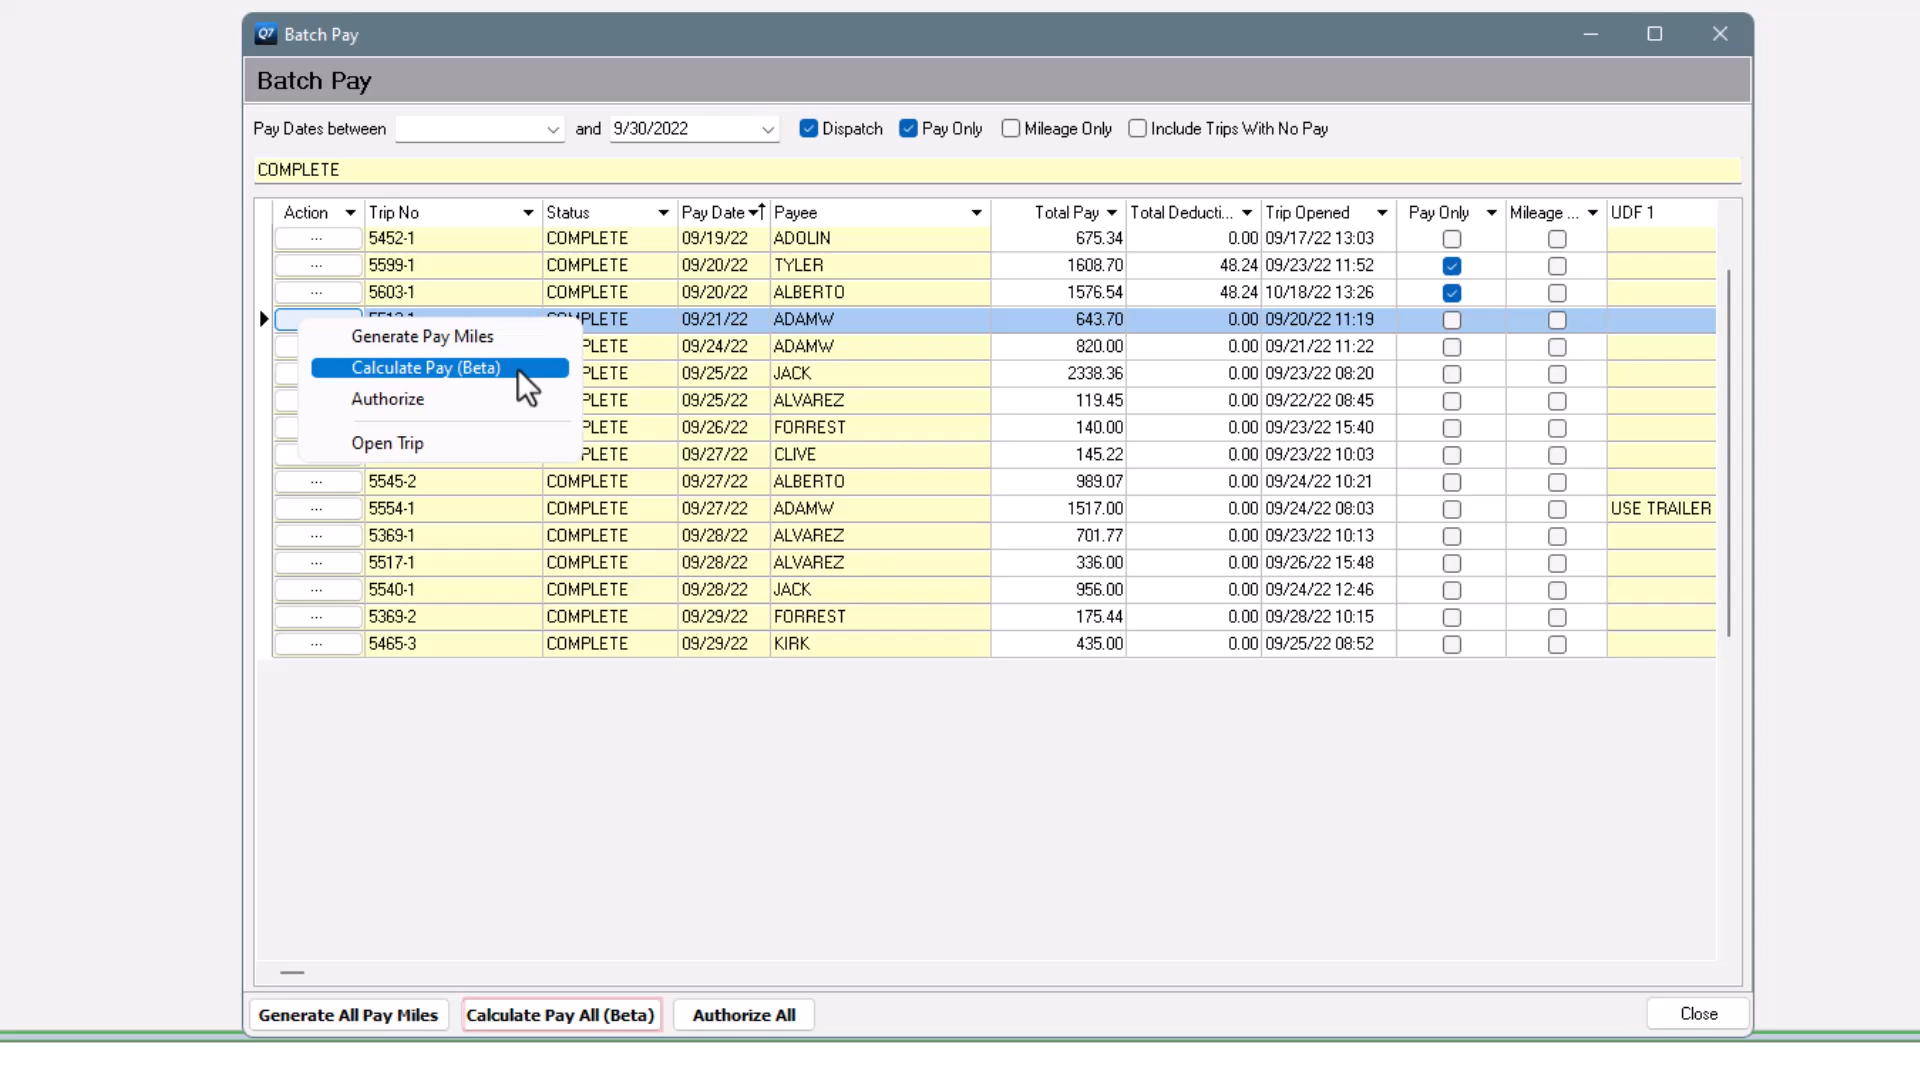 Q7 Batch Pay
Batch Pay
Pay Dates between and 9/30/2022 Dispatch Pay Only Mileage Only Include Trips With No Pay
COMPLETE
Action Trip No Status Pay Date Payee Total Pay Total Deducti... Trip Opened Pay Only Mileage ... UDF 1
... 5452-1 COMPLETE 09/19/22 ADOLIN 675.34 0.00 09/17/22 13:03
... 5599-1 COMPLETE 09/20/22 TYLER 1608.70 48.24 09/23/22 11:52
... 5603-1 COMPLETE 09/20/22 ALBERTO 1576.54 48.24 10/18/22 13:26
09/21/22 ADAMW 643.70 0.00 09/20/22 11:19
Generate Pay Miles
PLETE 09/24/22 ADAMW 820.00 0.00 09/21/22 11:22
Calculate Pay (Beta)
PLETE 09/25/22 JACK 2338.36 0.00 09/23/22 08:20
Authorize
PLETE 09/25/22 ALVAREZ 119.45 0.00 09/22/22 08:45
PLETE 09/26/22 FORREST 140.00 0.00 09/23/22 15:40
Open Trip
PLETE 09/27/22 CLIVE 145.22 0.00 09/23/22 10:03
... 5545-2 COMPLETE 09/27/22 ALBERTO 989.07 0.00 09/24/22 10:21
... 5554-1 COMPLETE 09/27/22 ADAMW 1517.00 0.00 09/24/22 08:03 USE TRAILER
... 5369-1 COMPLETE 09/28/22 ALVAREZ 701.77 0.00 09/23/22 10:13
... 5517-1 COMPLETE 09/28/22 ALVAREZ 336.00 0.00 09/26/22 15:48
... 5540-1 COMPLETE 09/28/22 JACK 956.00 0.00 09/24/22 12:46
... 5369-2 COMPLETE 09/29/22 FORREST 175.44 0.00 09/28/22 10:15
... 5465-3 COMPLETE 09/29/22 KIRK 435.00 0.00 09/25/22 08:52
Generate All Pay Miles Calculate Pay All (Beta) Authorize All Close